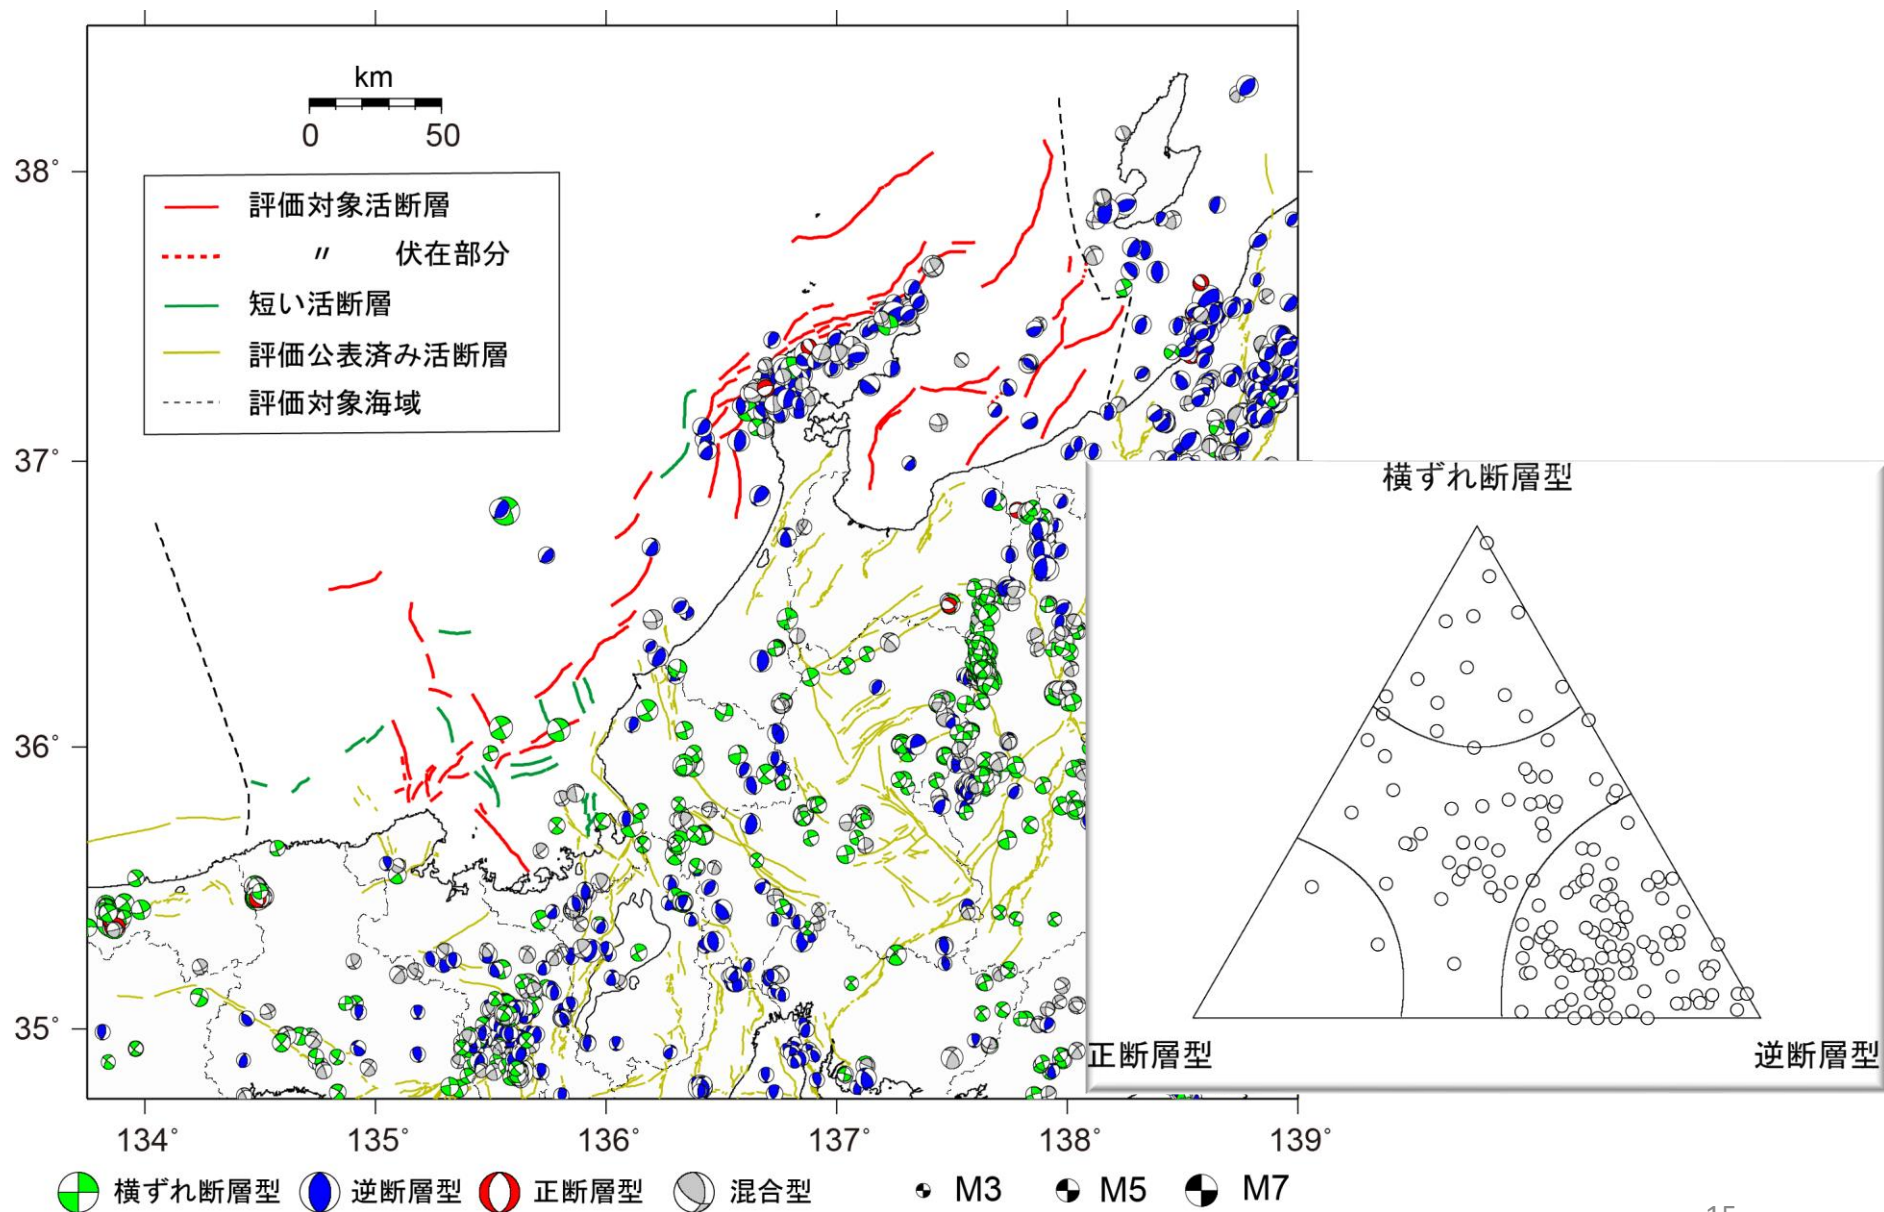 km
0 50
評価対象活断層
〃 伏在部分
短い活断層
評価公表済み活断層
評価対象海域
38°
37°
36°
35°
横ずれ断層型
正断層型 逆断層型
134° 135° 136° 137° 138° 139°
横ずれ断層型 逆断層型 正断層型 混合型 M3 M5 M7
15